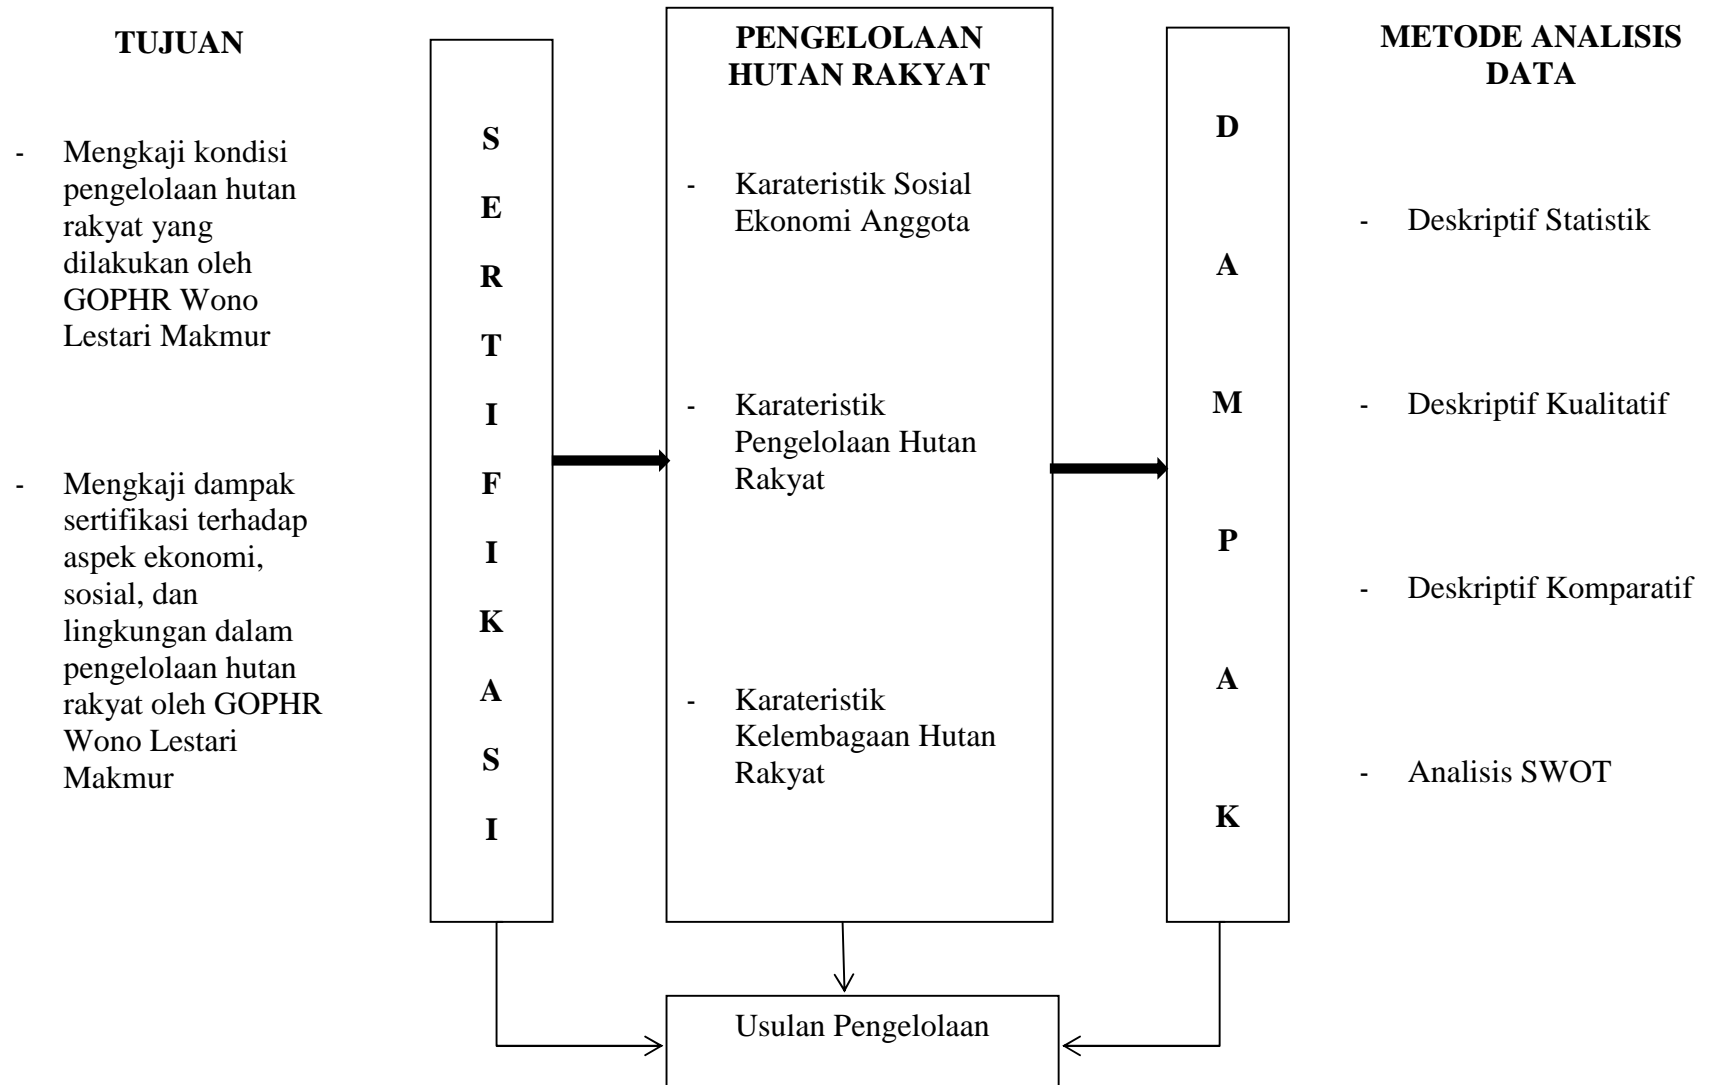 TUJUAN
- Mengkaji kondisi
pengelolaan hutan
rakyat yang
dilakukan oleh
GOPHR Wono
Lestari Makmur
- Mengkaji dampak
sertifikasi terhadap
aspek ekonomi,
sosial, dan
lingkungan dalam
pengelolaan hutan
rakyat oleh GOPHR
Wono Lestari
Makmur
S
E
R
T
I
F
I
K
A
S
I
PENGELOLAAN
HUTAN RAKYAT
- Karateristik Sosial
Ekonomi Anggota
- Karateristik
Pengelolaan Hutan
Rakyat
- Karateristik
Kelembagaan Hutan
Rakyat
D
A
M
P
A
K
METODE ANALISIS
DATA
- Deskriptif Statistik
- Deskriptif Kualitatif
- Deskriptif Komparatif
- Analisis SWOT
Usulan Pengelolaan